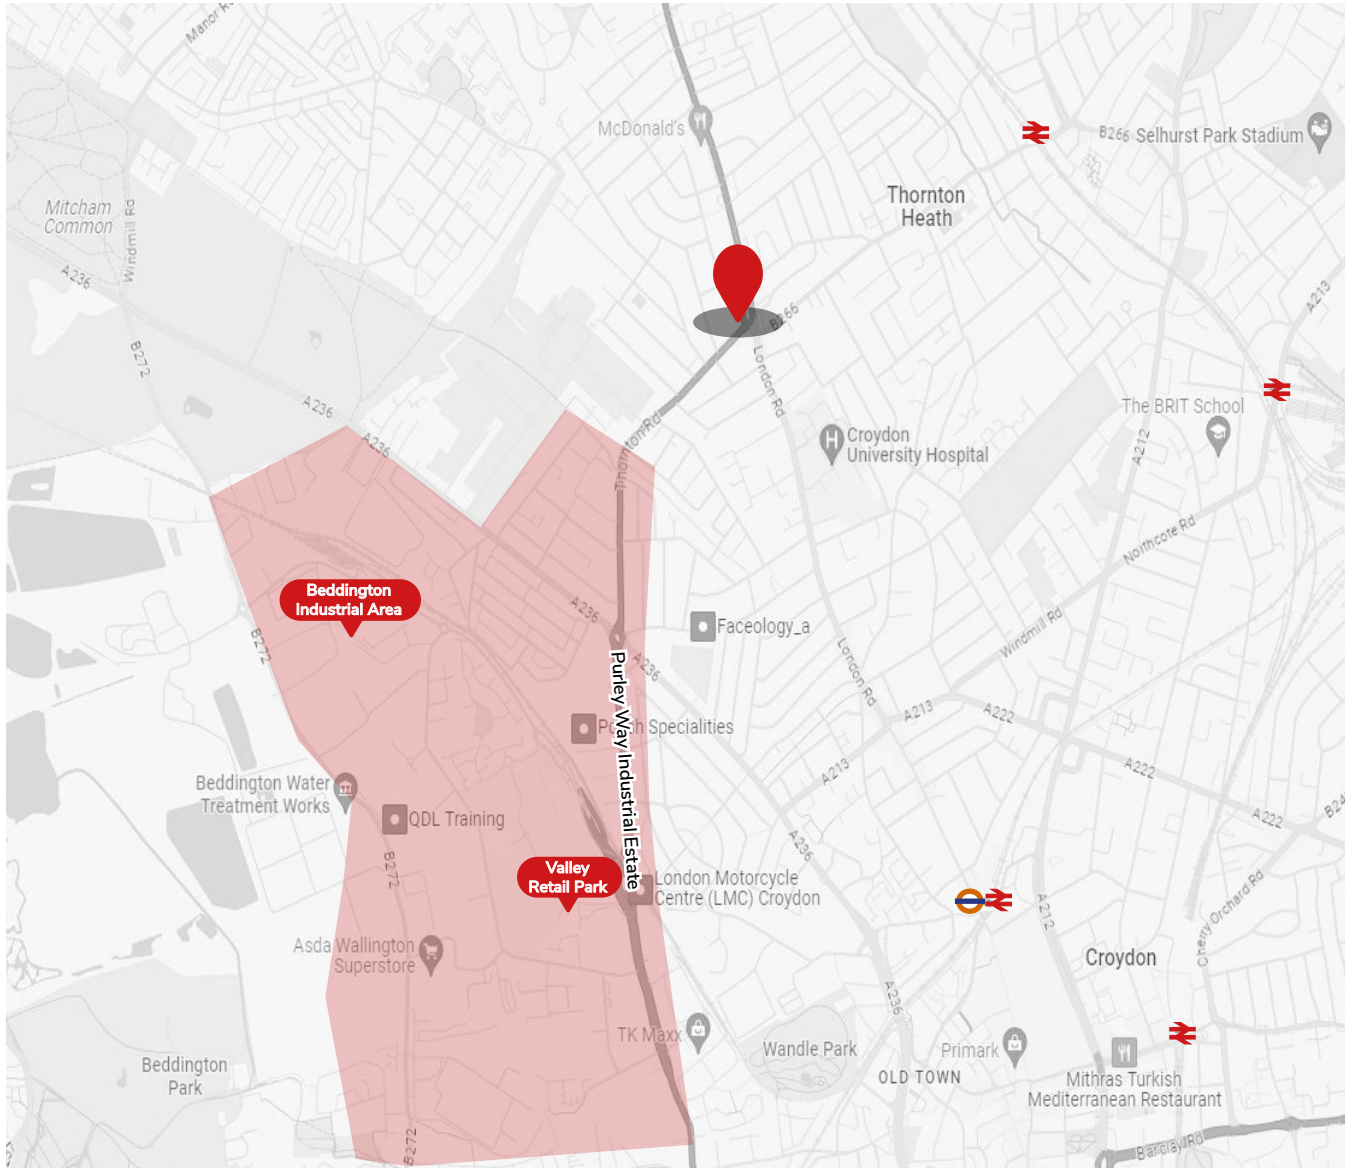 Manor R
McDonald's
B266
Selhurst Park Stadium
Thornton
Heath
Mitcham
Common
Windmill Rd
A236
A213
B266
B272
London Rd
A236
A236
The BRIT School
Thornton Rd
Croydon
University Hospital
A212
Northcote Rd
Beddington
Industrial Area
A236
Faceology_a
Windmill Rd
B272
A236
London Rd
Purley Way Industrial Estate
A213
A222
Specialities
A213
A222
Beddington Water
Treatment Works
QDL Training
A222
B24
A236
B272
Valley
Retail Park
London Motorcycle
Centre (LMC) Croydon
A212
Cherry Orchard Rd
Asda Wallington
Superstore
Croydon
A236
TK Maxx
Wandle Park
Primark
Beddington
Park
OLD TOWN
Mithras Turkish
Mediterranean Restaurant
B272
Barclay Rd